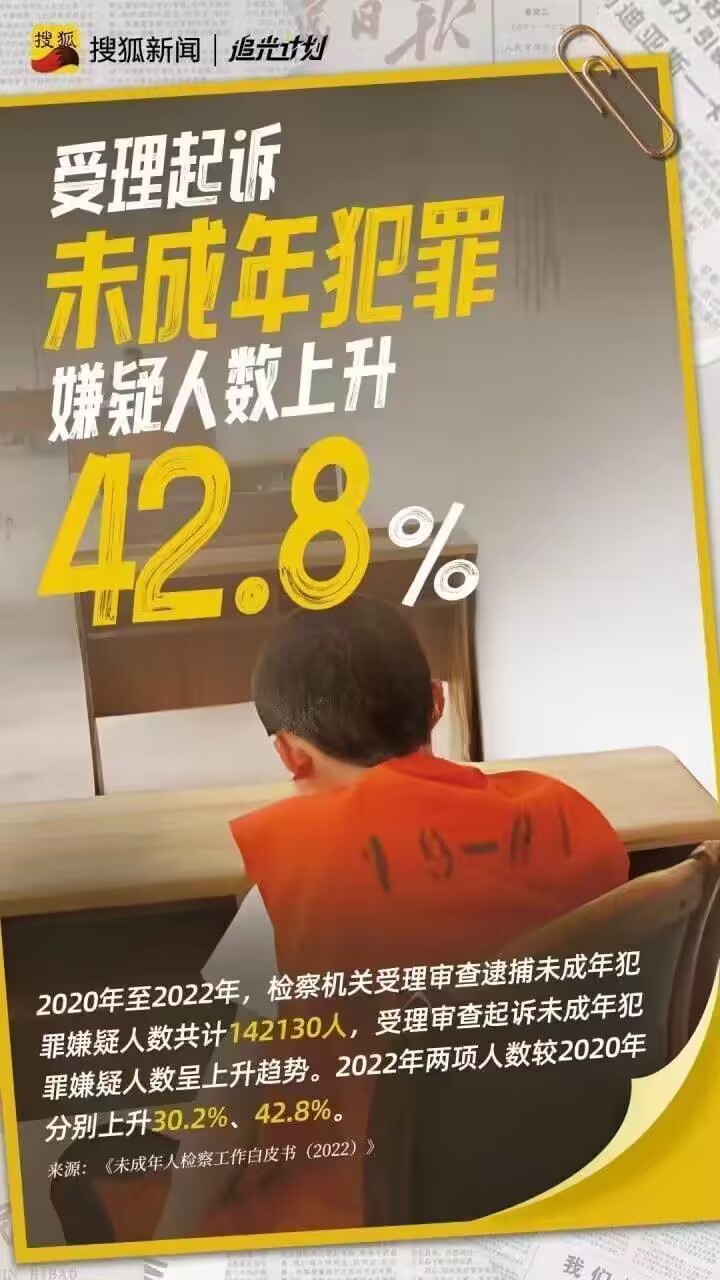 搜狐 搜狐新闻 | 追光计划
受理起诉
未成年犯罪
嫌疑人数上升
42.8%
2020年至2022年，检察机关受理审查逮捕未成年犯
罪嫌疑人数共计142130人，受理审查起诉未成年犯
罪嫌疑人数呈上升趋势。2022年两项人数较2020年
分别上升30.2%、42.8%。
来源：《未成年人检察工作白皮书（2022）》
我们